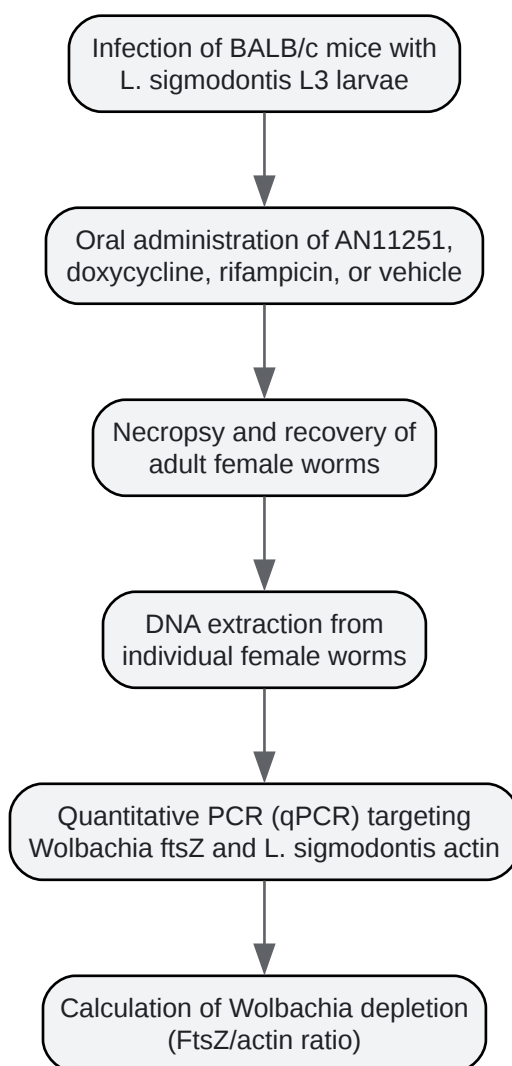 Infection of BALB/c mice with
L. sigmodontis L3 larvae
Oral administration of AN11251,
doxycycline, rifampicin, or vehicle
Necropsy and recovery of
adult female worms
DNA extraction from
individual female worms
Quantitative PCR (qPCR) targeting
Wolbachia ftsZ and L. sigmodontis actin
Calculation of Wolbachia depletion
(FtsZ/actin ratio)